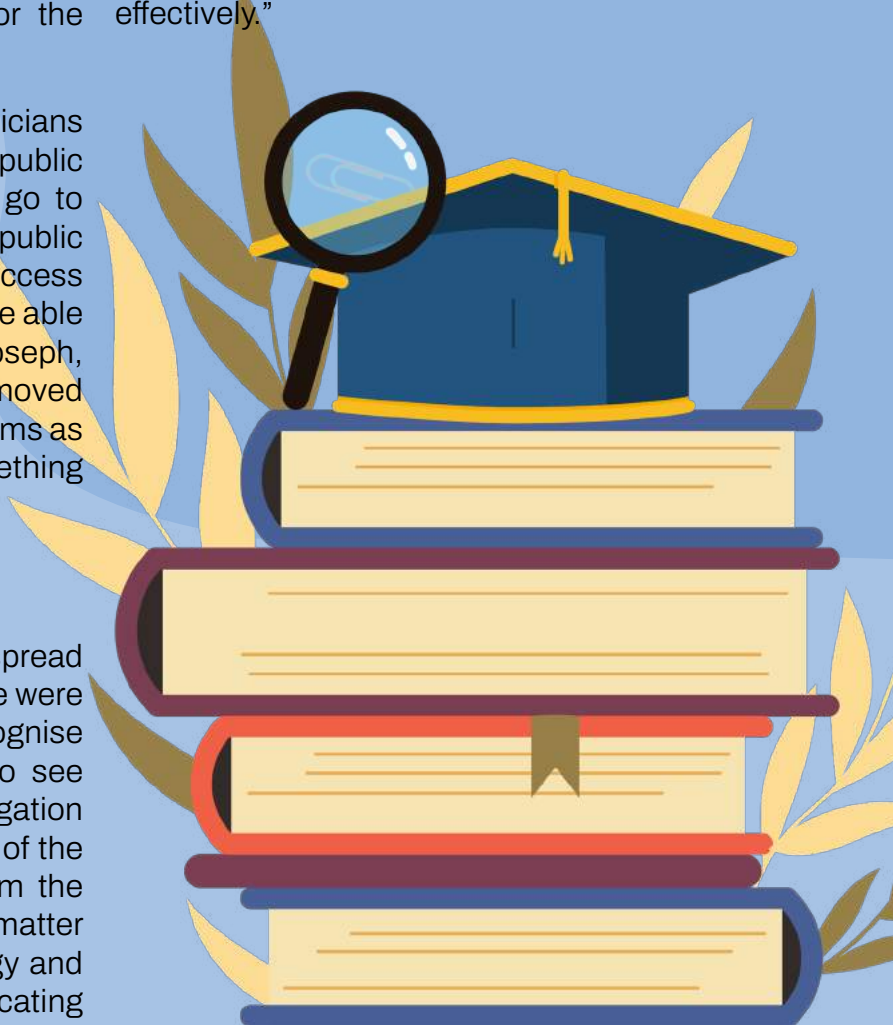 or the
icians
public
go to
public
ccess
e able
oseph,
moved
ms as
ething
pread
e were
ognise
o see
gation
of the
m the
matter
gy and
cating
effectively.”